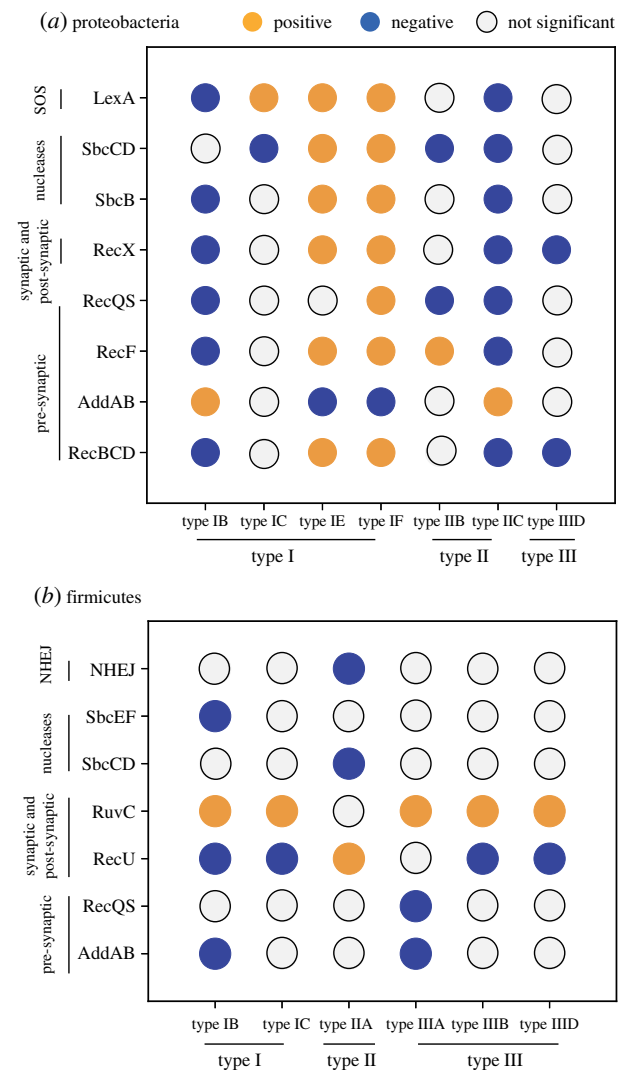 (a) proteobacteria
positive
negative
not significant
SOS
nucleases
synaptic and
post-synaptic
pre-synaptic
LexA
SbcCD
SbcB
RecX
RecQS
RecF
AddAB
RecBCD
type IB type IC type IE type IF type IIB type IIC type IIID
type I type II type III
(b) firmicutes
NHEJ
nucleases
synaptic and
post-synaptic
pre-synaptic
NHEJ
SbcEF
SbcCD
RuvC
RecU
RecQS
AddAB
type IB type IC type IIA type IIIA type IIIB type IIID
type I type II type III